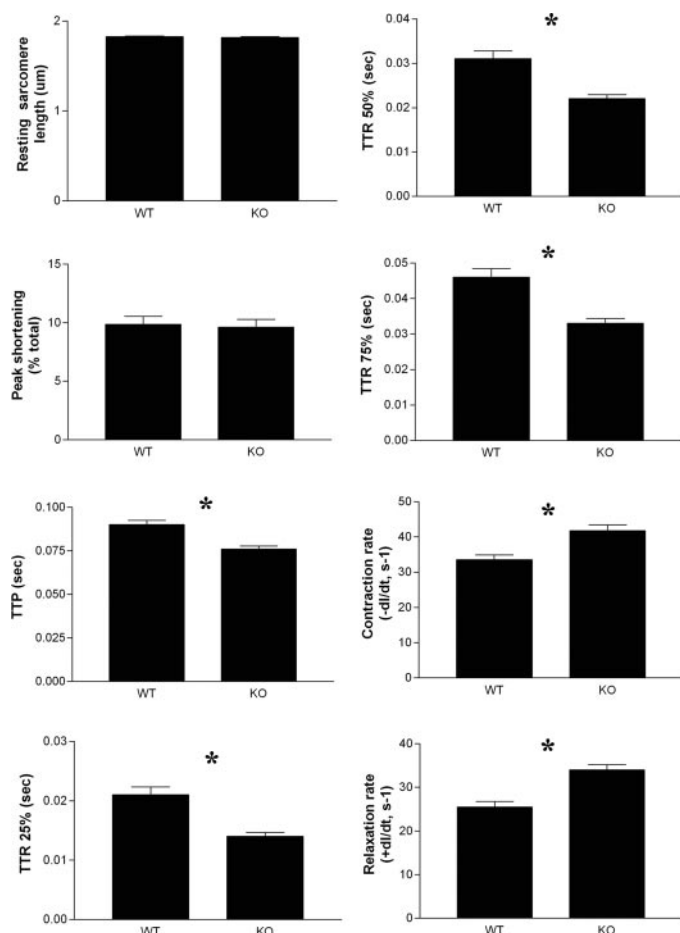 Resting sarcomere
length (um)
2
1
0
WT
KO
*
TTR 50% (sec)
0.04
0.03
0.02
0.01
0.00
WT
KO
Peak shortening
(% total)
15
10
5
0
WT
KO
*
TTR 75% (sec)
0.05
0.04
0.03
0.02
0.01
0.00
WT
KO
*
TTP (sec)
0.100
0.075
0.050
0.025
0.000
WT
KO
*
Contraction rate
(-dl/dt, s-1)
50
40
30
20
10
0
WT
KO
*
TTR 25% (sec)
0.03
0.02
0.01
0.00
WT
KO
*
Relaxation rate
(+dl/dt, s-1)
40
30
20
10
0
WT
KO